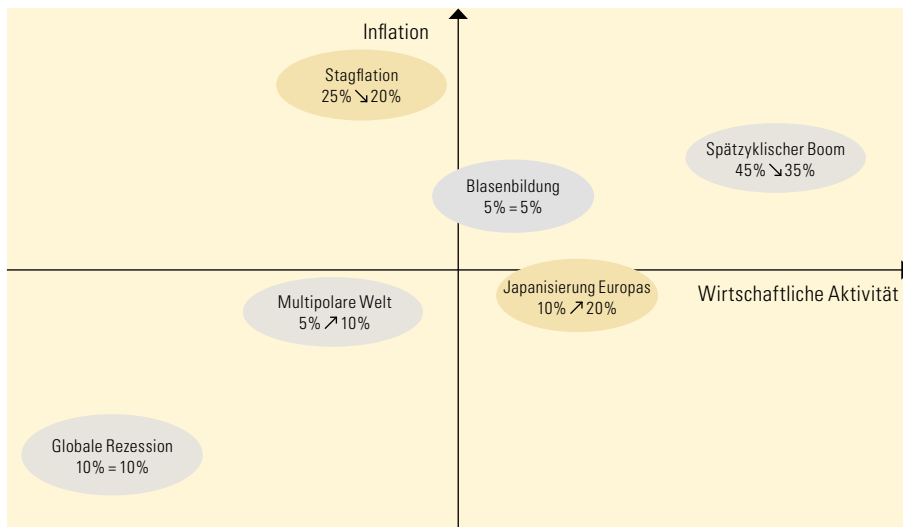 Inflation
Stagflation
25% ↘ 20%
Spätzyklischer Boom
45% ↘ 35%
Blasenbildung
5% = 5%
Japanisierung Europas
10% ↗ 20%
Wirtschaftliche Aktivität
Multipolare Welt
5% ↗ 10%
Globale Rezession
10% = 10%